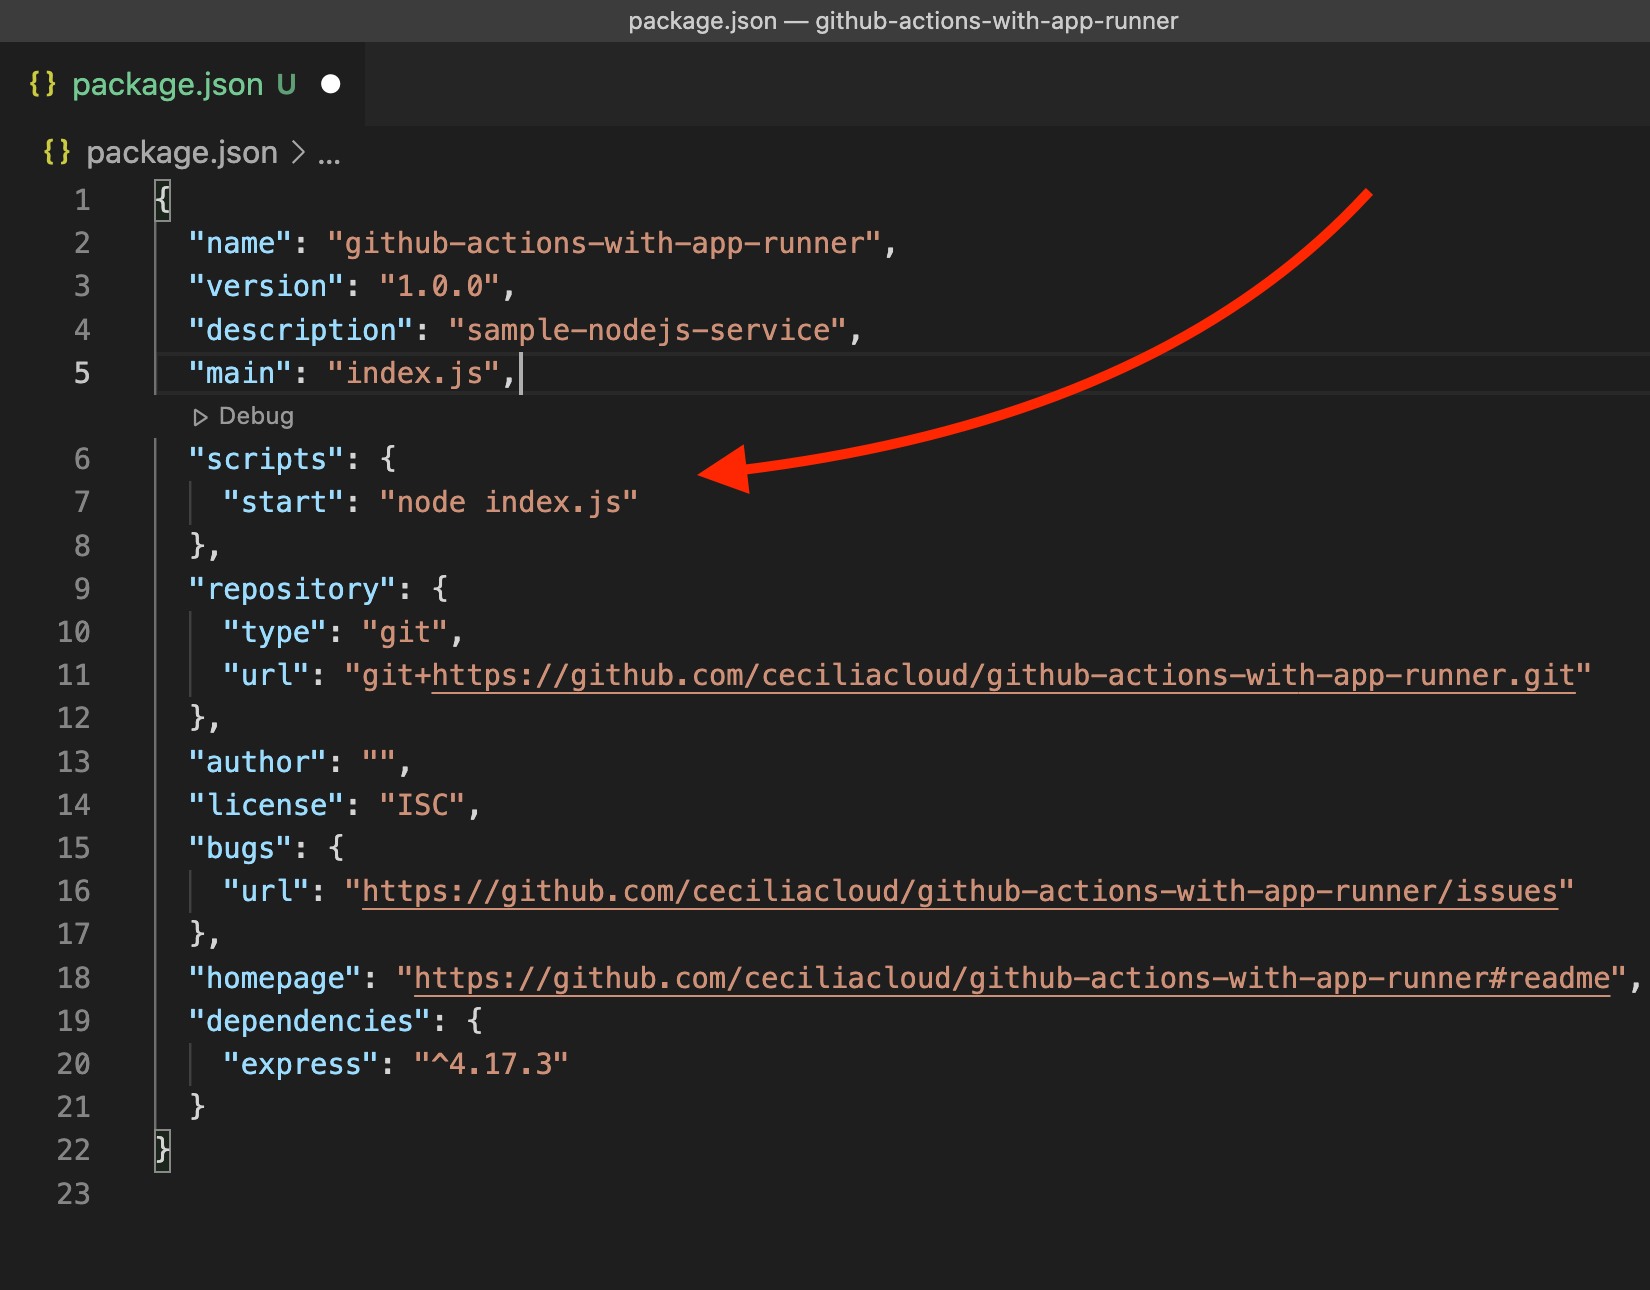 package.json — github-actions-with-app-runner
{} package.json U
{} package.json > ...
1 {
2 "name": "github-actions-with-app-runner",
3 "version": "1.0.0",
4 "description": "sample-nodejs-service",
5 "main": "index.js",
Debug
6 "scripts": {
7 "start": "node index.js"
8 },
9 "repository": {
10 "type": "git",
11 "url": "git+https://github.com/ceciliacloud/github-actions-with-app-runner.git"
12 },
13 "author": "",
14 "license": "ISC",
15 "bugs": {
16 "url": "https://github.com/ceciliacloud/github-actions-with-app-runner/issues"
17 },
18 "homepage": "https://github.com/ceciliacloud/github-actions-with-app-runner#readme",
19 "dependencies": {
20 "express": "^4.17.3"
21 }
22 }
23